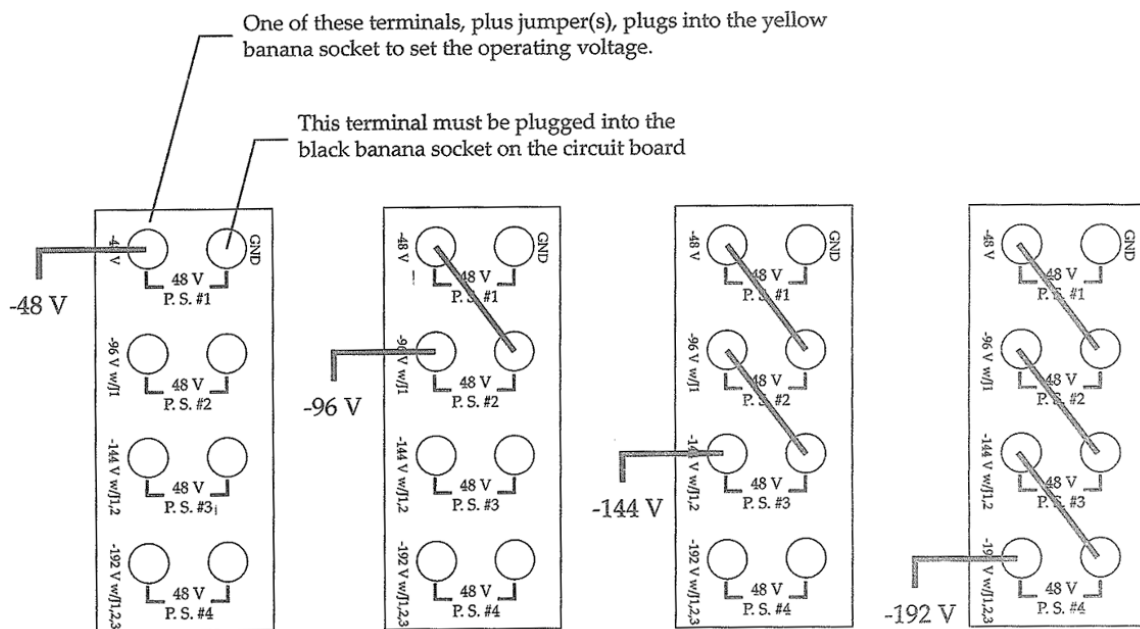 One of these terminals, plus jumper(s), plugs into the yellow
banana socket to set the operating voltage.
This terminal must be plugged into the
black banana socket on the circuit board
GND
48 V
P. S. #1
-48 V
-96 V w/J1
48 V
P. S. #2
-144 V w/J1,2
48 V
P. S. #3
-192 V w/J1,2,3
48 V
P. S. #4
-48 V
GND
48 V
P. S. #1
48 V
P. S. #2
-96 V
-144 V w/J1,2
48 V
P. S. #3
-192 V w/J1,2,3
48 V
P. S. #4
-48 V
GND
48 V
P. S. #1
-96 V w/J1
48 V
P. S. #2
48 V
P. S. #3
-144 V
-192 V w/J1,2,3
48 V
P. S. #4
-48 V
GND
48 V
P. S. #1
-96 V w/J1
48 V
P. S. #2
-144 V w/J1,2
48 V
P. S. #3
48 V
P. S. #4
-192 V